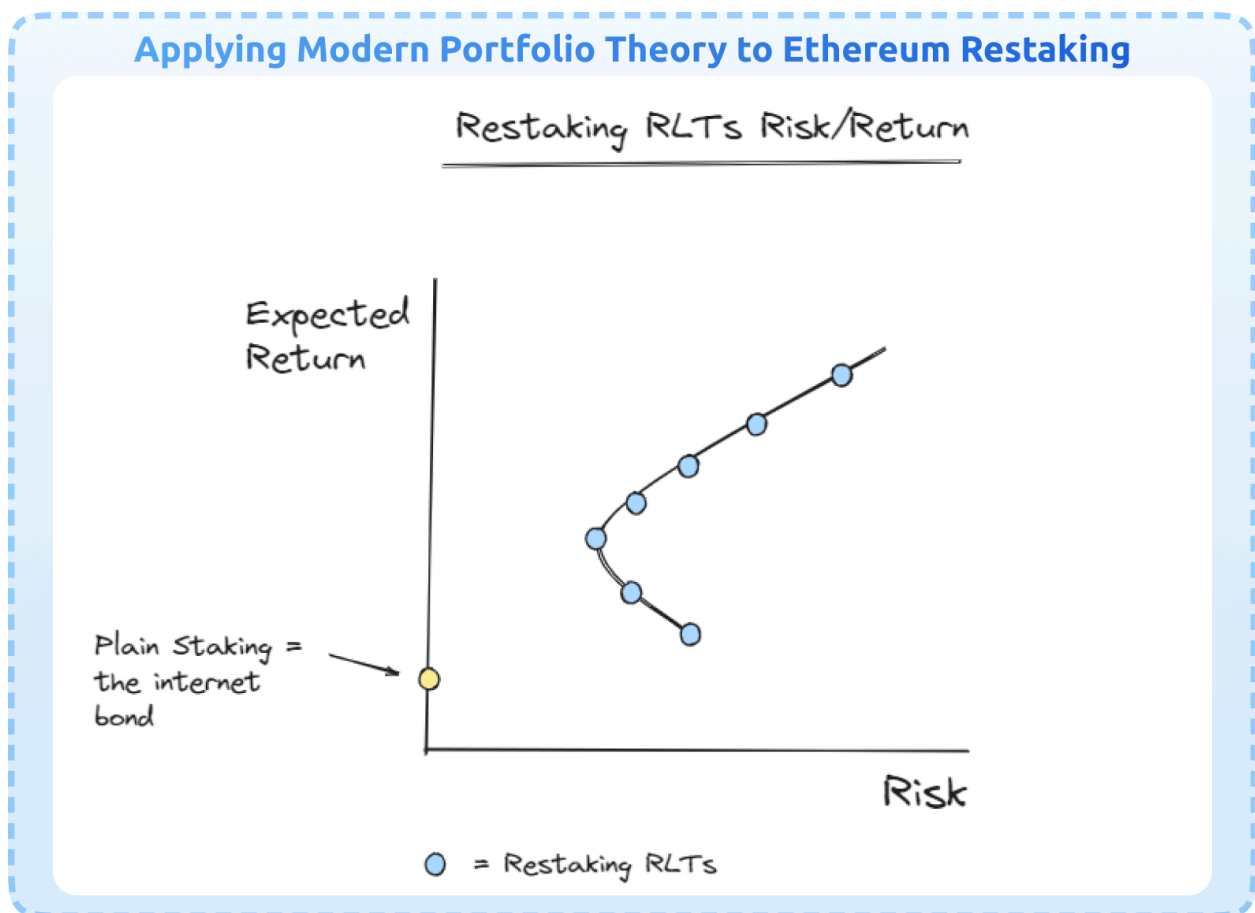 Applying Modern Portfolio Theory to Ethereum Restaking
Restaking RLTs Risk/Return
Expected
Return
Plain Staking =
the internet
bond
Risk
= Restaking RLTs